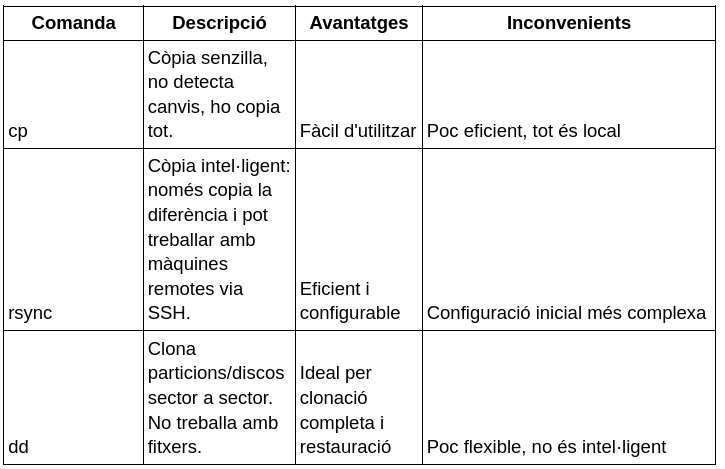 Comanda Descripció Avantatges Inconvenients
Còpia senzilla,
no detecta
canvis, ho copia
cp tot. Fàcil d'utilitzar Poc eficient, tot és local
Còpia intel·ligent:
només copia la
diferència i pot
treballar amb
màquines
remotes via Eficient i
rsync SSH. configurable Configuració inicial més complexa
Clona
particions/discos Ideal per
sector a sector. clonació
No treballa amb completa i
dd fitxers. restauració Poc flexible, no és intel·ligent